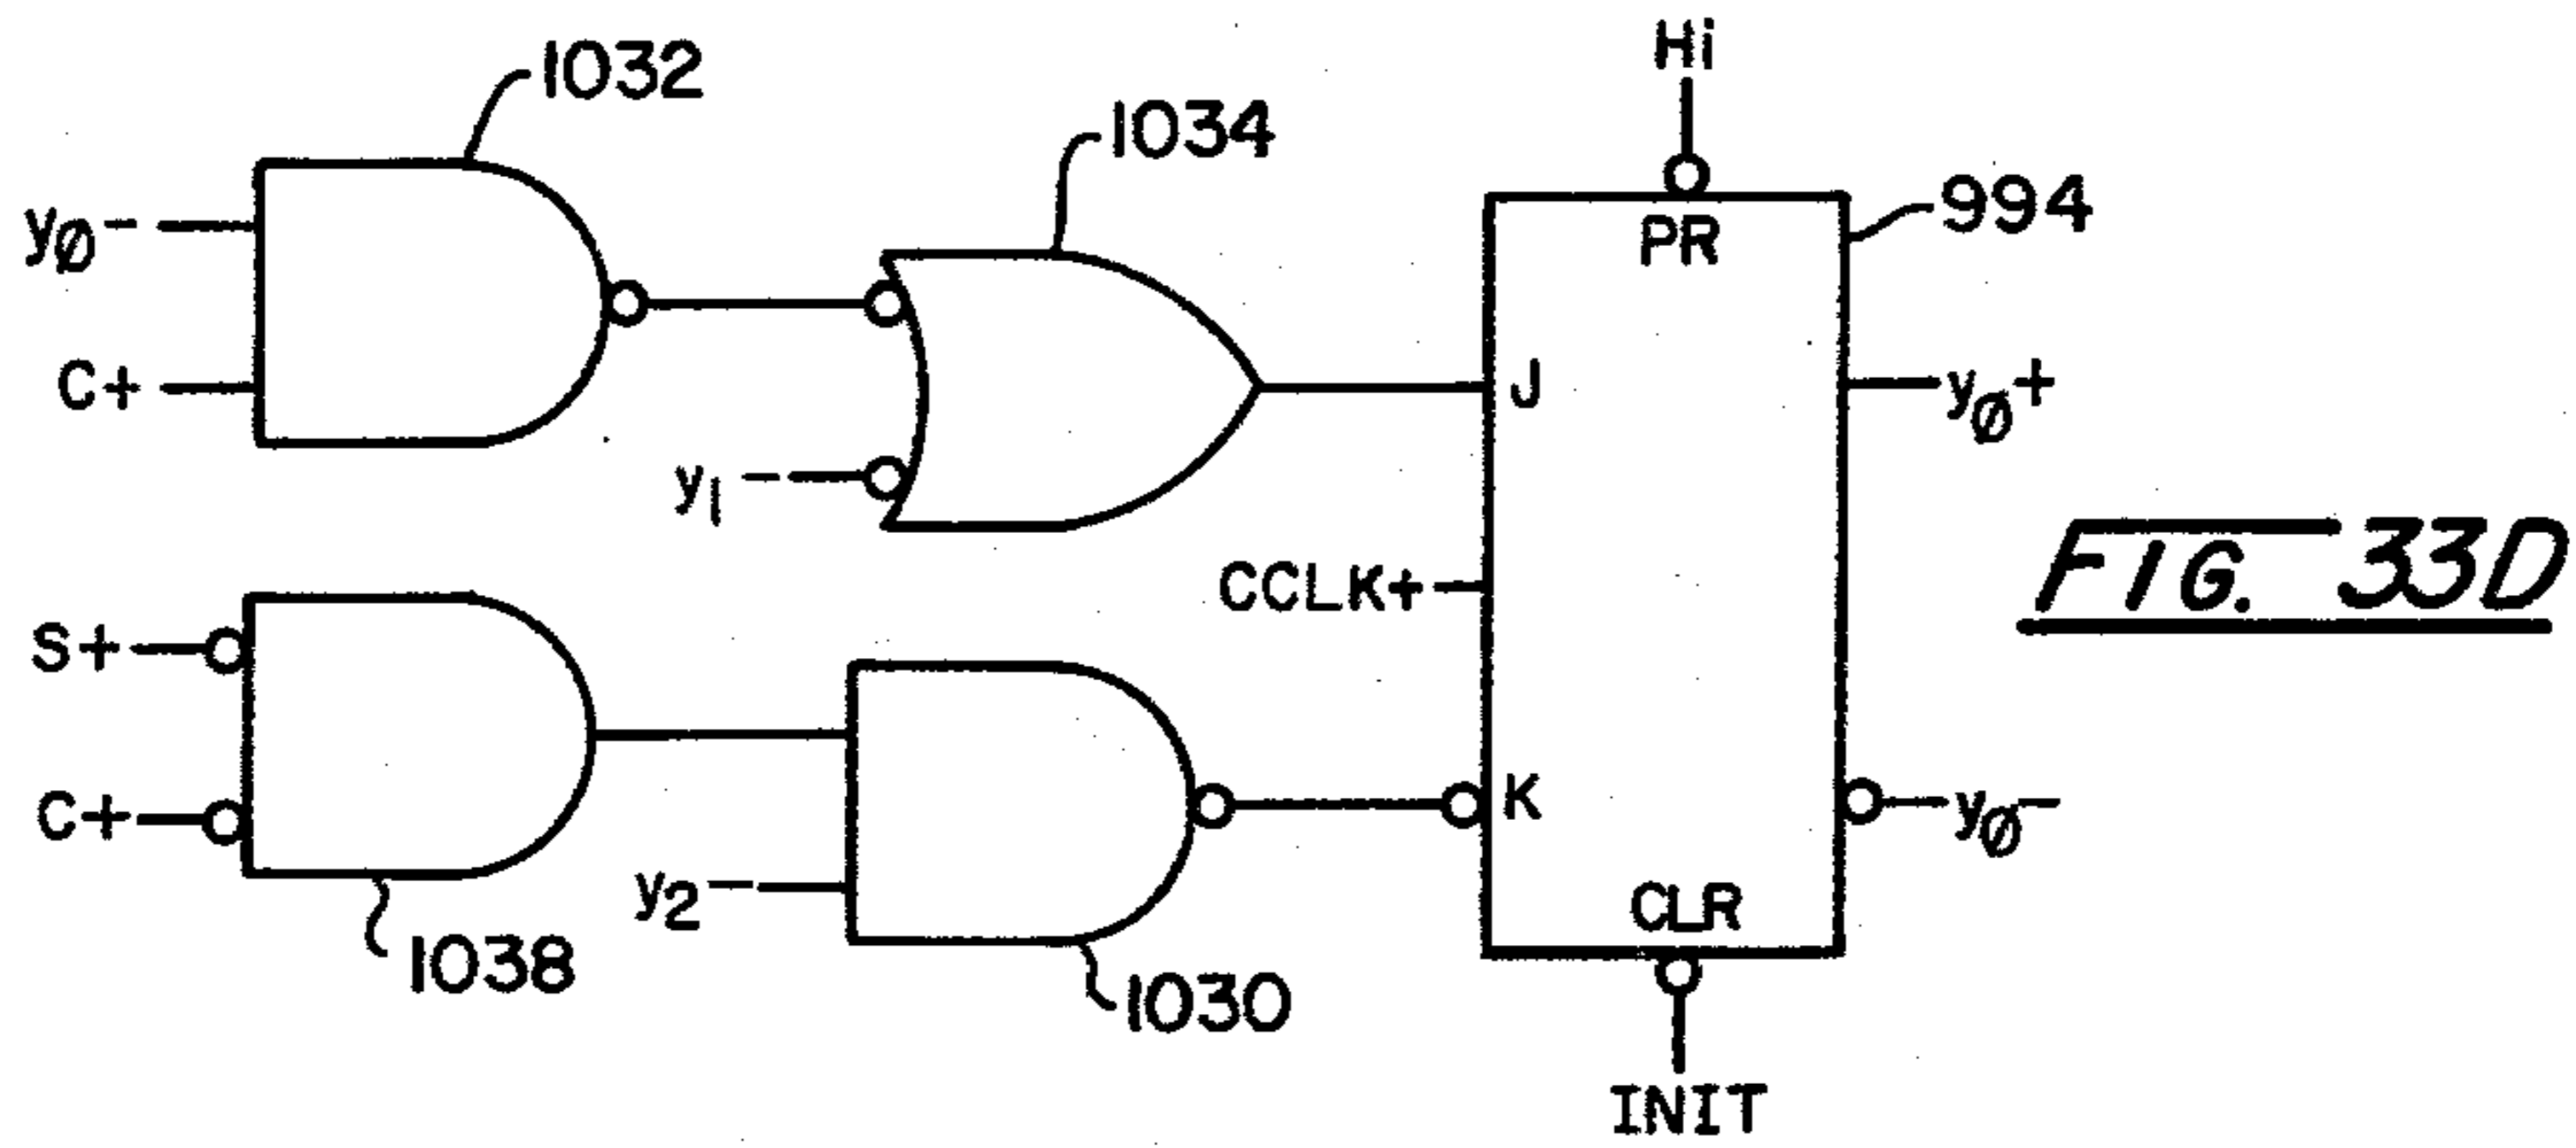 Hi
1032
1034
994
yØ-
PR
C+
J
yØ+
y1-
CCLK+
FIG. 33D
S+
C+
K
yØ-
y2-
CLR
1038
1030
INIT